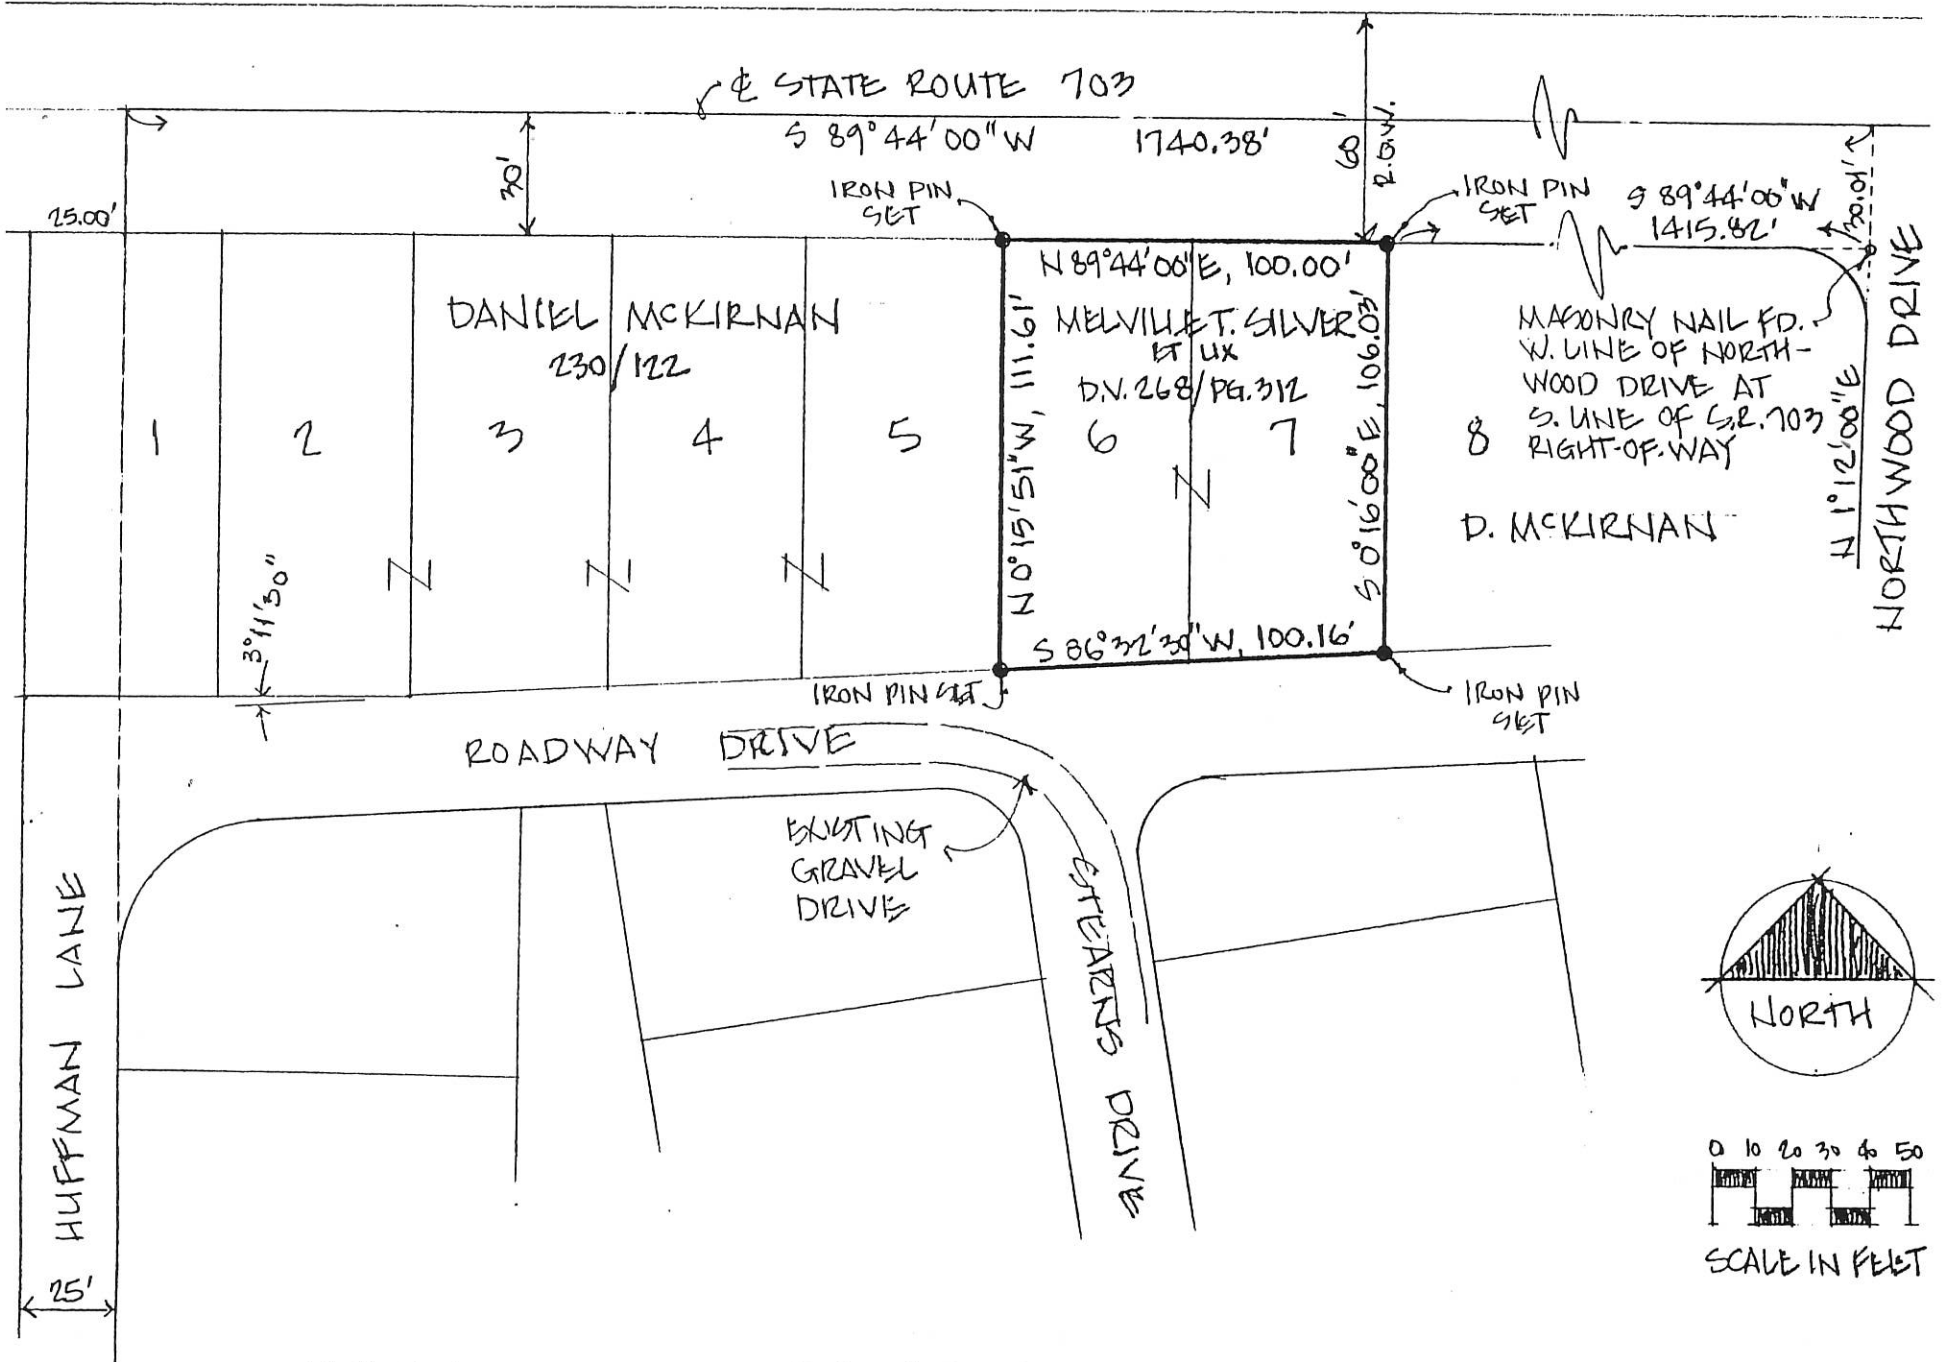 ℄ STATE ROUTE 703
S 89°44'00" W 1740.38'
30'
60' R.O.W.
25.00'
IRON PIN
SET
IRON PIN
SET
S 89°44'00" W
1415.82'
30.01'
N 89°44'00" E, 100.00'
DANIEL MCKIRNAN
230/122
MELVILLE T. SILVER
ET UX
D.V. 268/PG. 312
N 0°15'51" W, 111.61'
S 0°16'00" E, 106.03'
MASONRY NAIL FD.
W. LINE OF NORTH-
WOOD DRIVE AT
S. LINE OF S.R. 703
RIGHT-OF-WAY
N 1°12'00" E
NORTHWOOD DRIVE
1 2 3 4 5 6 7 8
D. MCKIRNAN
3°11'30"
S 86°32'30" W, 100.16'
IRON PIN SET
IRON PIN
SET
ROADWAY DRIVE
EXISTING
GRAVEL
DRIVE
STEARNS DRIVE
HUFFMAN LANE
25'
NORTH
0 10 20 30 40 50
SCALE IN FEET